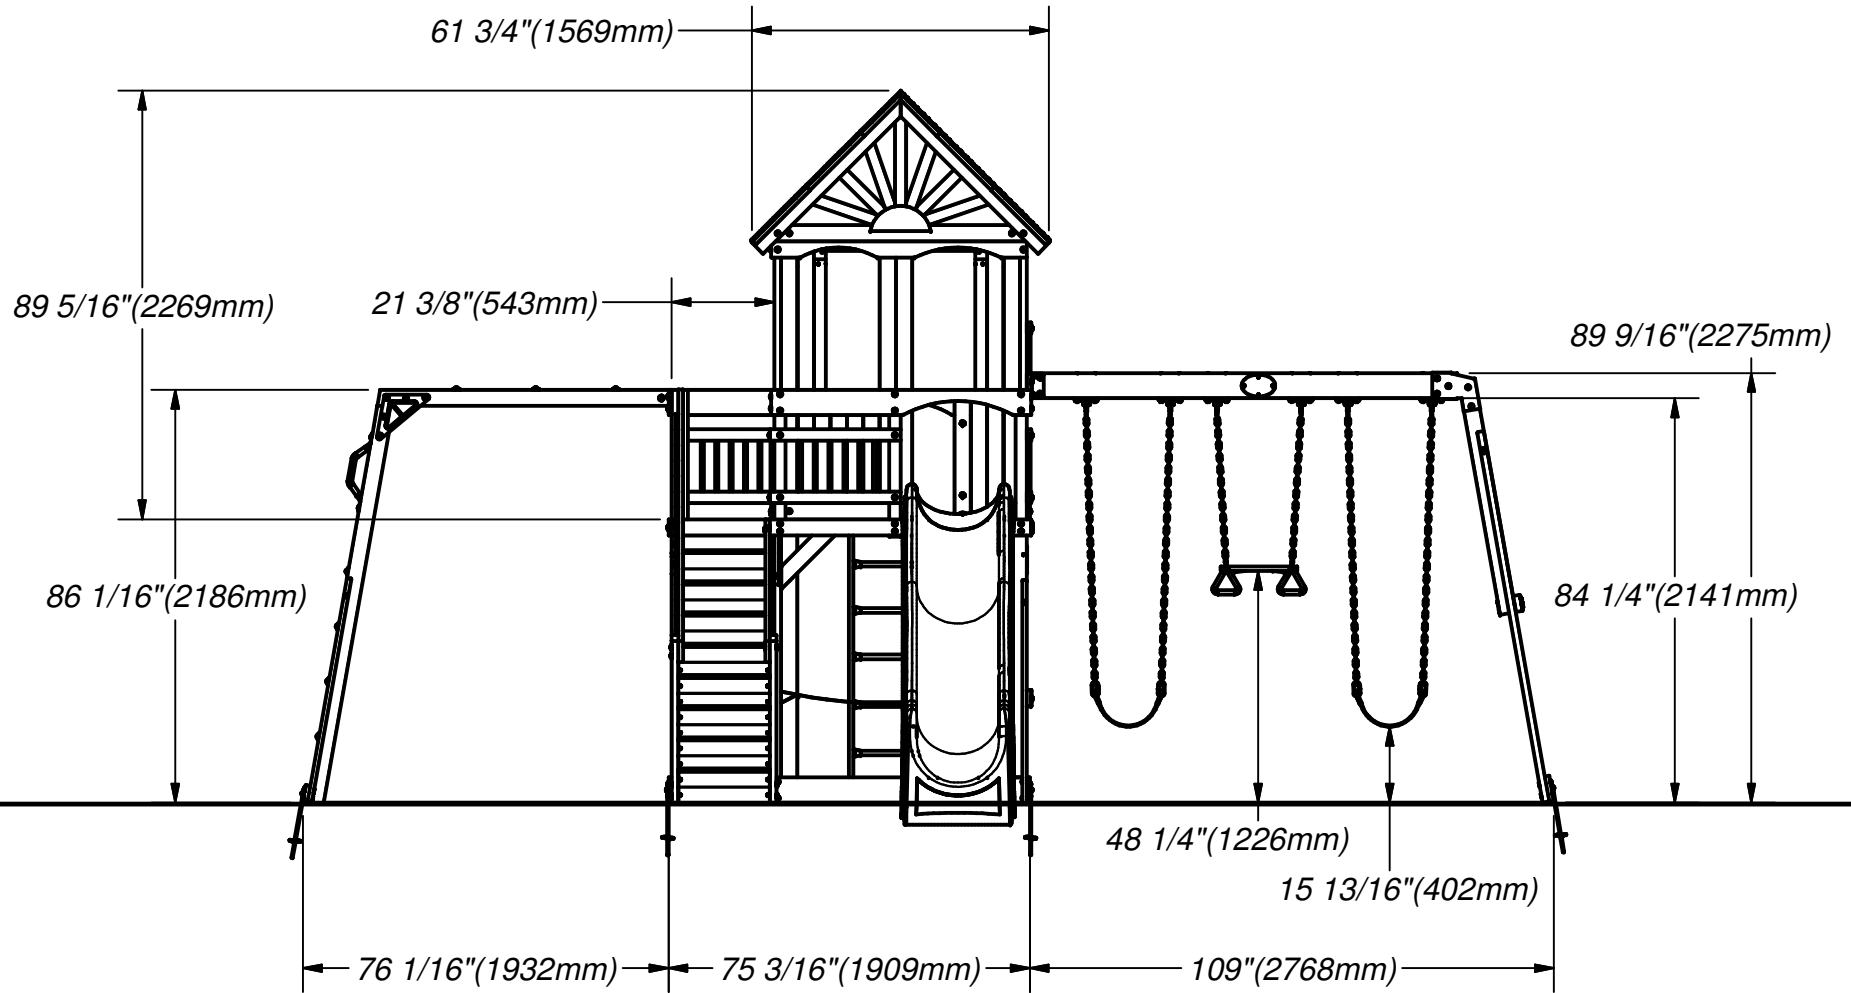 61 3/4"(1569mm)
89 5/16"(2269mm)
21 3/8"(543mm)
89 9/16"(2275mm)
86 1/16"(2186mm)
84 1/4"(2141mm)
48 1/4"(1226mm)
15 13/16"(402mm)
76 1/16"(1932mm)
75 3/16"(1909mm)
109"(2768mm)